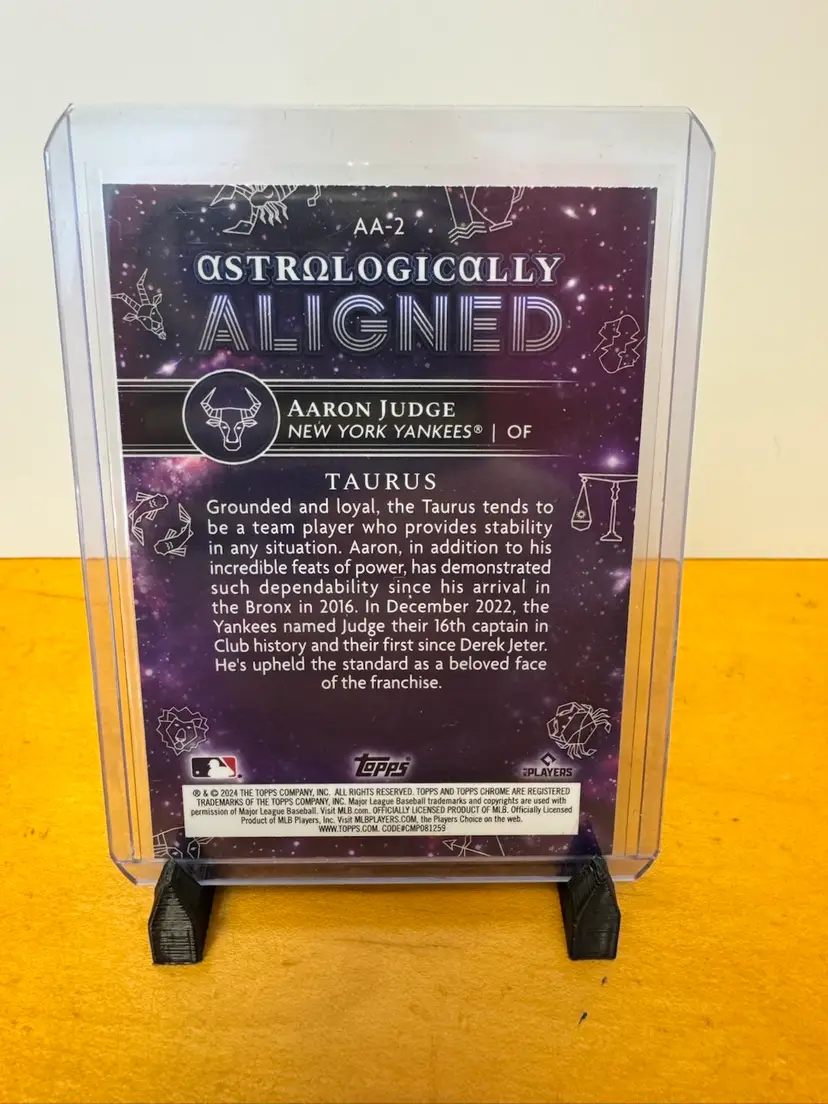 AA-2
αSTRΩLOGICαLLY
ALIGNED
AARON JUDGE
NEW YORK YANKEES® | OF
TAURUS
Grounded and loyal, the Taurus tends to
be a team player who provides stability
in any situation. Aaron, in addition to his
incredible feats of power, has demonstrated
such dependability since his arrival in
the Bronx in 2016. In December 2022, the
Yankees named Judge their 16th captain in
Club history and their first since Derek Jeter.
He's upheld the standard as a beloved face
of the franchise.
topps
PLAYERS
® & © 2024 THE TOPPS COMPANY, INC. ALL RIGHTS RESERVED. TOPPS AND TOPPS CHROME ARE REGISTERED
TRADEMARKS OF THE TOPPS COMPANY, INC. Major League Baseball trademarks and copyrights are used with
permission of Major League Baseball. Visit MLB.com. OFFICIALLY LICENSED PRODUCT OF MLB. Officially Licensed
Product of MLB Players, Inc. Visit MLBPLAYERS.COM, the Players Choice on the web.
WWW.TOPPS.COM. CODE#CMP081259